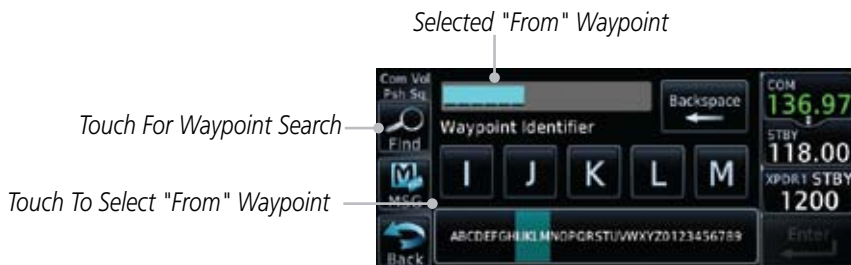 Selected "From" Waypoint
Com Vol
Psh Sq
COM
136.97
Backspace
Touch For Waypoint Search
Find
Waypoint Identifier
STBY
118.00
I J K L M
MSG
XPDR1 STBY
1200
Touch To Select "From" Waypoint
ABCDEFGHIJKLMNOPQRSTUVWXYZ0123456789
Back
Enter